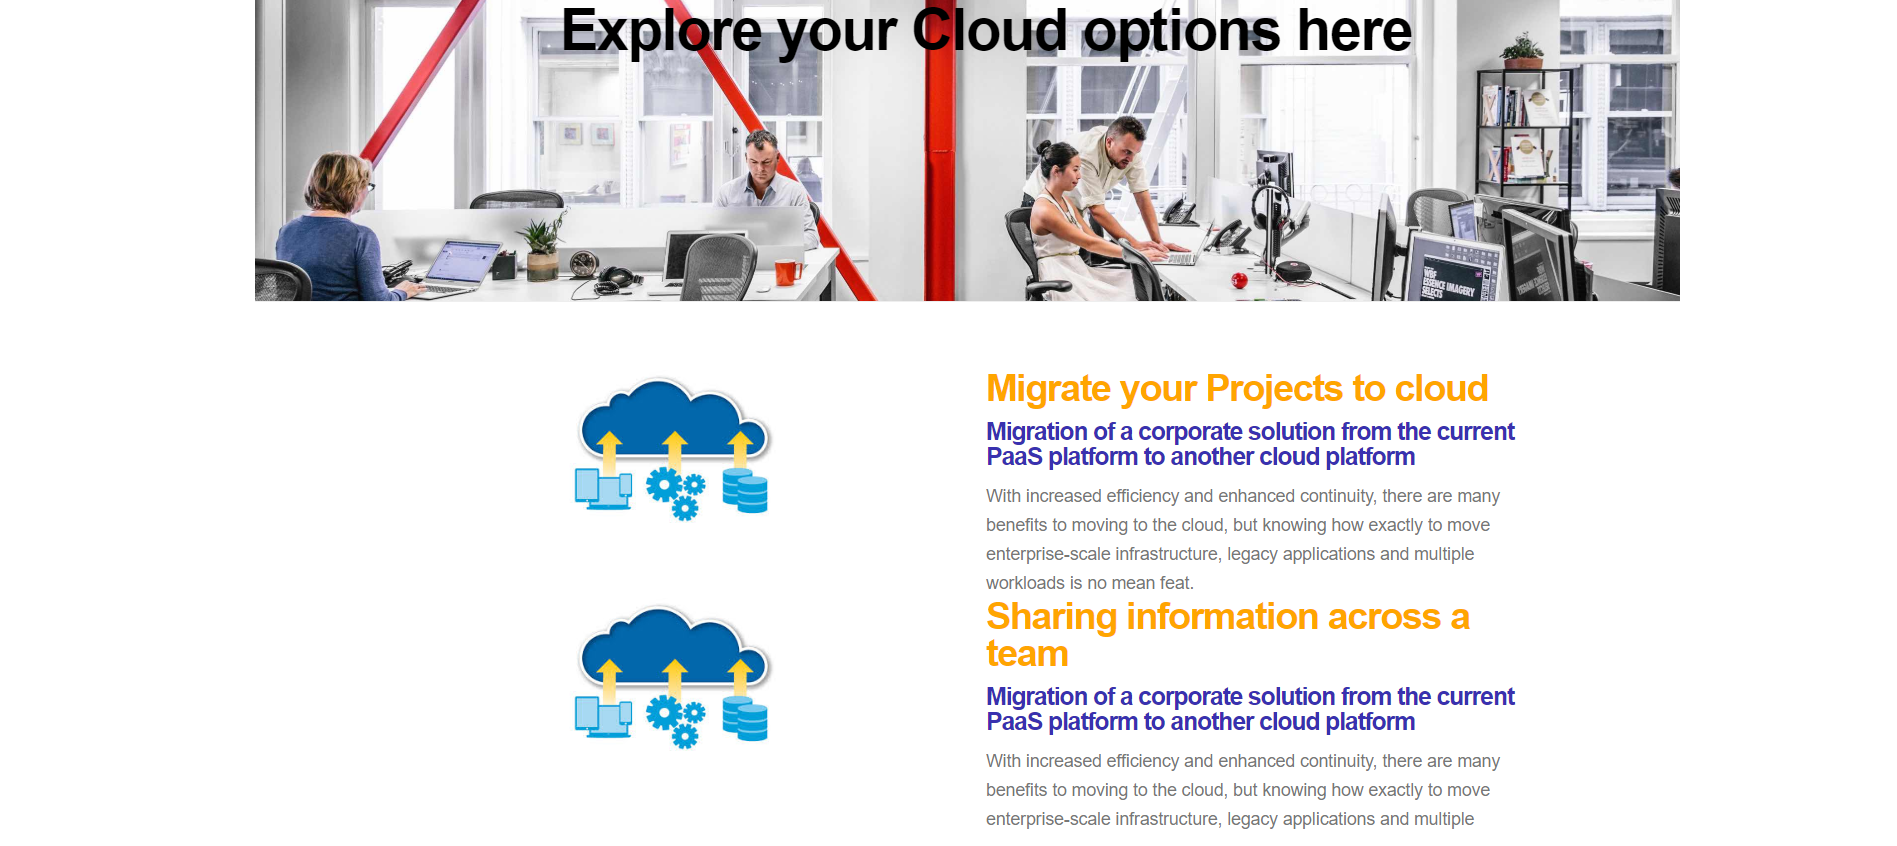 Explore your Cloud options here
WBF
ESSENCE IMAGERY
SELECTS
Migrate your Projects to cloud
Migration of a corporate solution from the current
PaaS platform to another cloud platform
With increased efficiency and enhanced continuity, there are many
benefits to moving to the cloud, but knowing how exactly to move
enterprise-scale infrastructure, legacy applications and multiple
workloads is no mean feat.
Sharing information across a
team
Migration of a corporate solution from the current
PaaS platform to another cloud platform
With increased efficiency and enhanced continuity, there are many
benefits to moving to the cloud, but knowing how exactly to move
enterprise-scale infrastructure, legacy applications and multiple